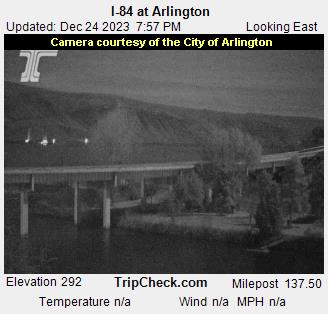 I-84 at Arlington
Updated: Dec 24 2023 7:57 PM Looking East
Camera courtesy of the City of Arlington
Elevation 292 TripCheck.com Milepost 137.50
Temperature n/a Wind n/a MPH n/a